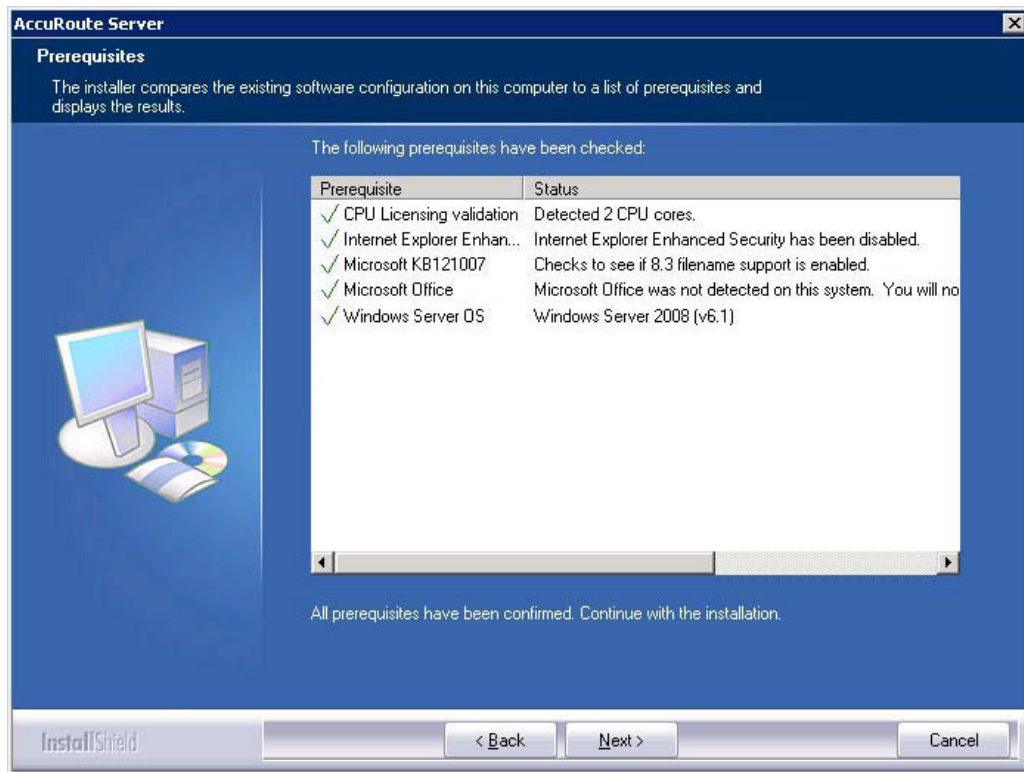 AccuRoute Server
Prerequisites
The installer compares the existing software configuration on this computer to a list of prerequisites and
displays the results.
The following prerequisites have been checked:
Prerequisite Status
CPU Licensing validation Detected 2 CPU cores.
Internet Explorer Enhan... Internet Explorer Enhanced Security has been disabled.
Microsoft KB121007 Checks to see if 8.3 filename support is enabled.
Microsoft Office Microsoft Office was not detected on this system. You will no
Windows Server OS Windows Server 2008 (v6.1)
All prerequisites have been confirmed. Continue with the installation.
InstallShield
< Back Next > Cancel